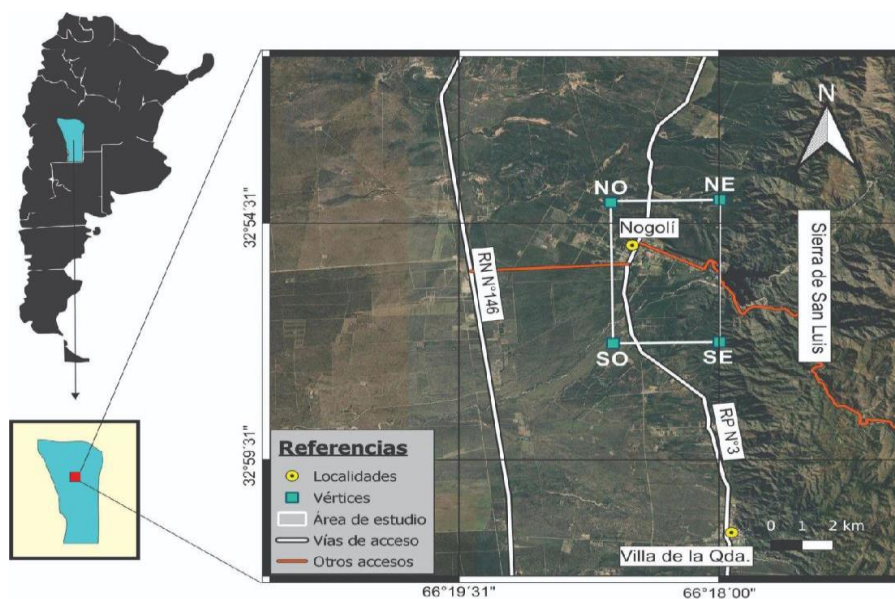 N
NO
NE
Nogolí
32°54'31"
RN N°146
Sierra de San Luis
SO
SE
RP N°3
32°59'31"
Referencias
Localidades
Vértices
Área de estudio
Vías de acceso
Otros accesos
0 1 2 km
Villa de la Qda.
66°19'31"
66°18'00"